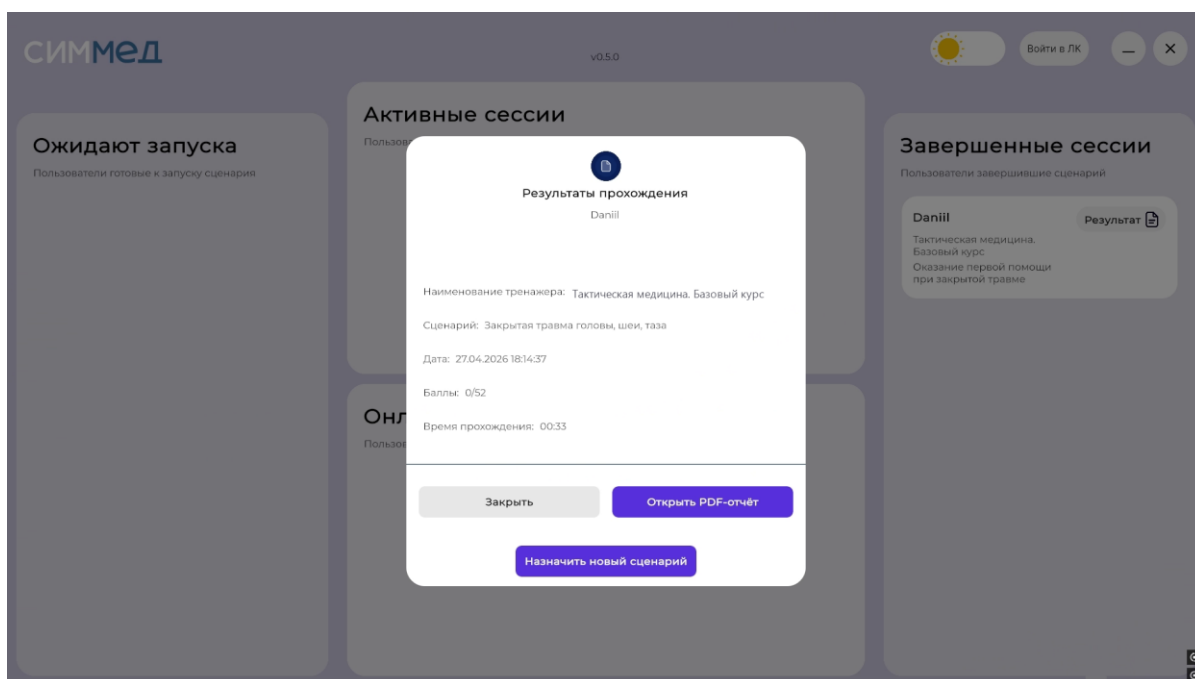 СИММЕД
v0.5.0
Войти в ЛК
Ожидают запуска
Пользователи готовые к запуску сценария
Активные сессии
Результаты прохождения
Daniil
Наименование тренажера: Тактическая медицина. Базовый курс
Сценарий: Закрытая травма головы, шеи, таза
Дата: 27.04.2026 18:14:37
Баллы: 0/52
Время прохождения: 00:33
Закрыть
Открыть PDF-отчёт
Назначить новый сценарий
Завершенные сессии
Пользователи завершившие сценарий
Daniil
Результат
Тактическая медицина.
Базовый курс
Оказание первой помощи
при закрытой травме